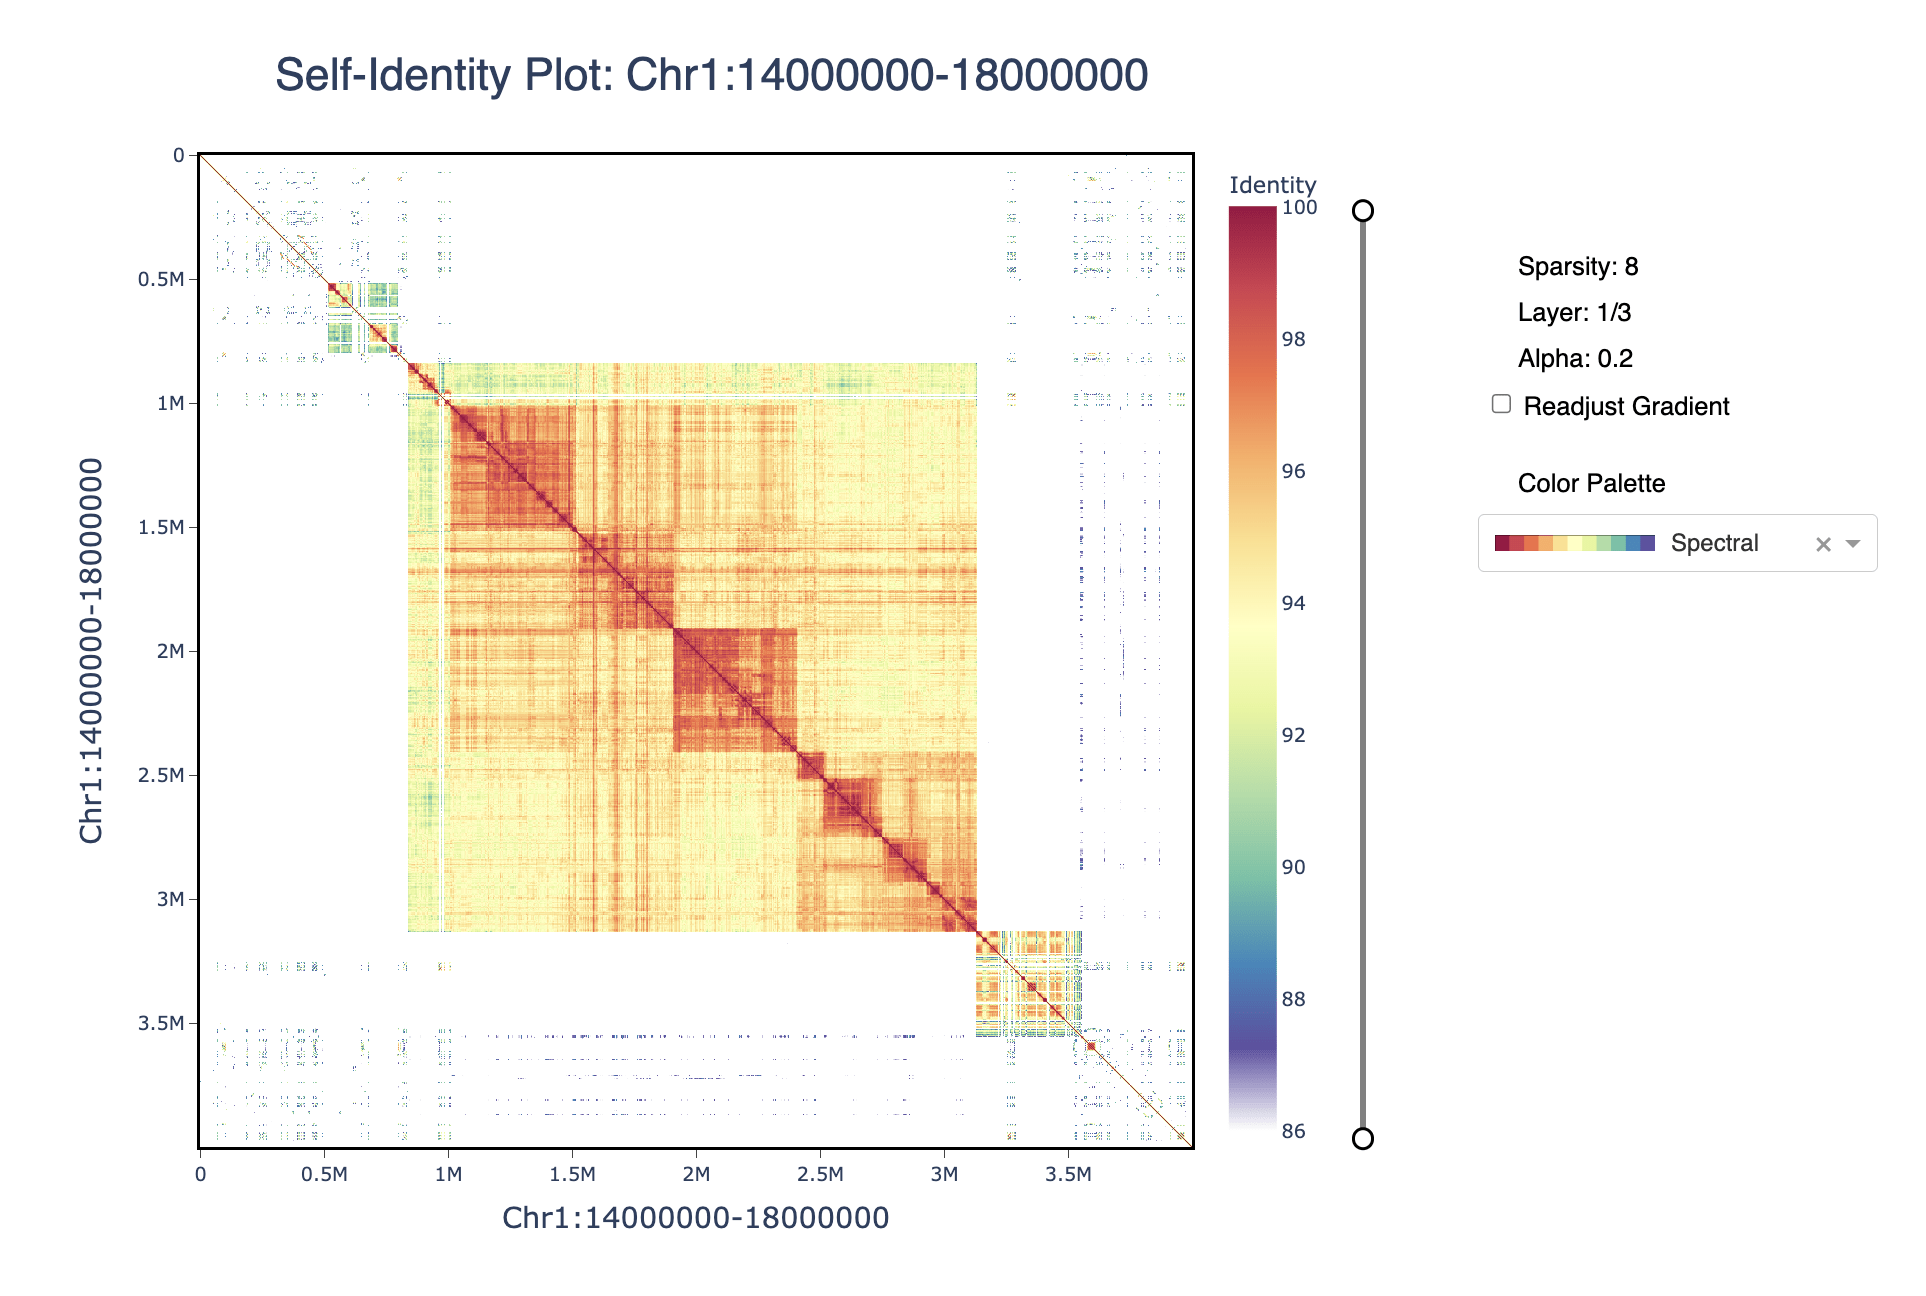 Self-Identity Plot: Chr1:14000000-18000000
0
0.5M
1M
1.5M
2M
2.5M
3M
3.5M
Chr1:14000000-18000000
0 0.5M 1M 1.5M 2M 2.5M 3M 3.5M
Chr1:14000000-18000000
Identity
100
98
96
94
92
90
88
86
Sparsity: 8
Layer: 1/3
Alpha: 0.2
Readjust Gradient
Color Palette
Spectral